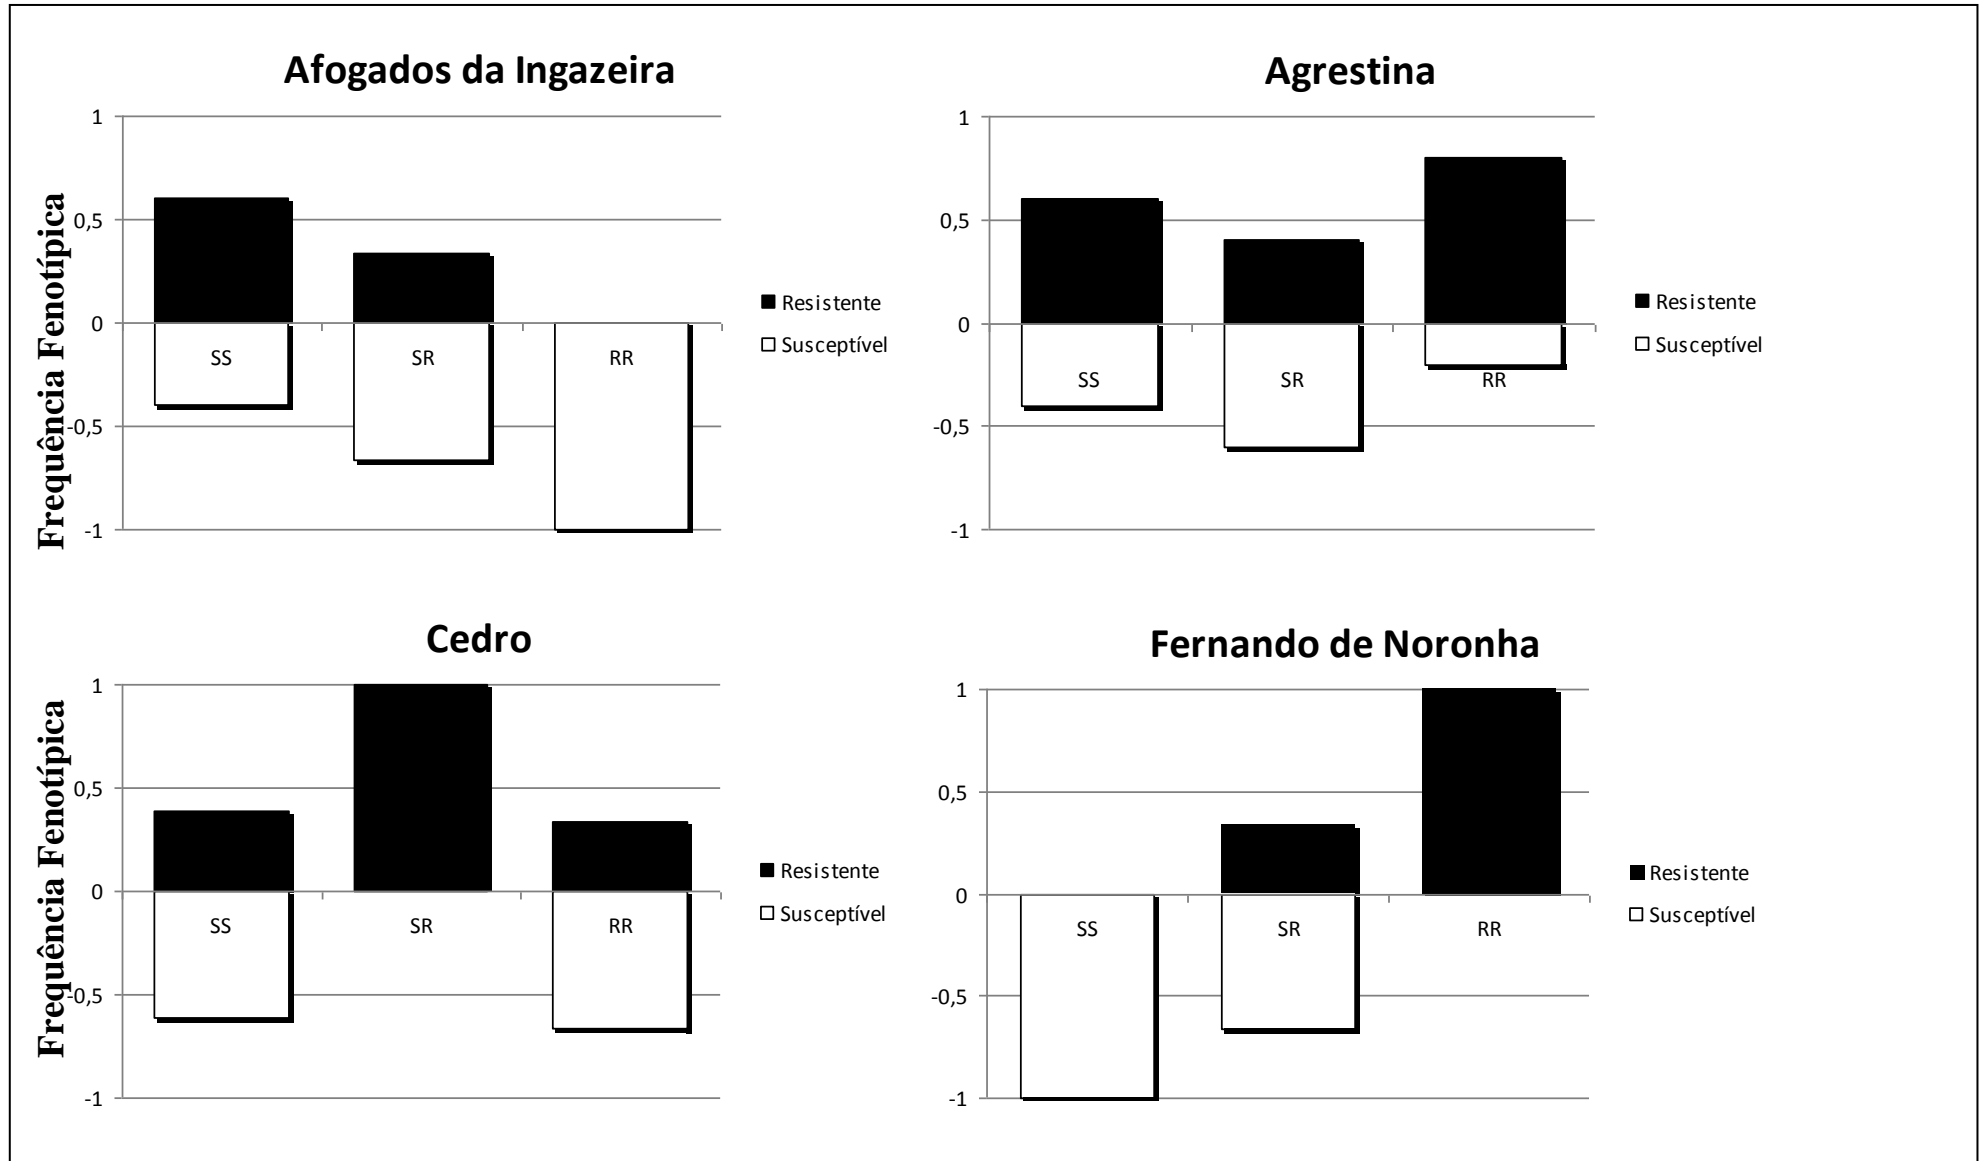 Afogados da Ingazeira
Frequência Fenotípica
1
0,5
0
-0,5
-1
SS
SR
RR
Resistente
Susceptível
Agrestina
1
0,5
0
-0,5
-1
SS
SR
RR
Resistente
Susceptível
Cedro
Frequência Fenotípica
1
0,5
0
-0,5
-1
SS
SR
RR
Resistente
Susceptível
Fernando de Noronha
1
0,5
0
-0,5
-1
SS
SR
RR
Resistente
Susceptível